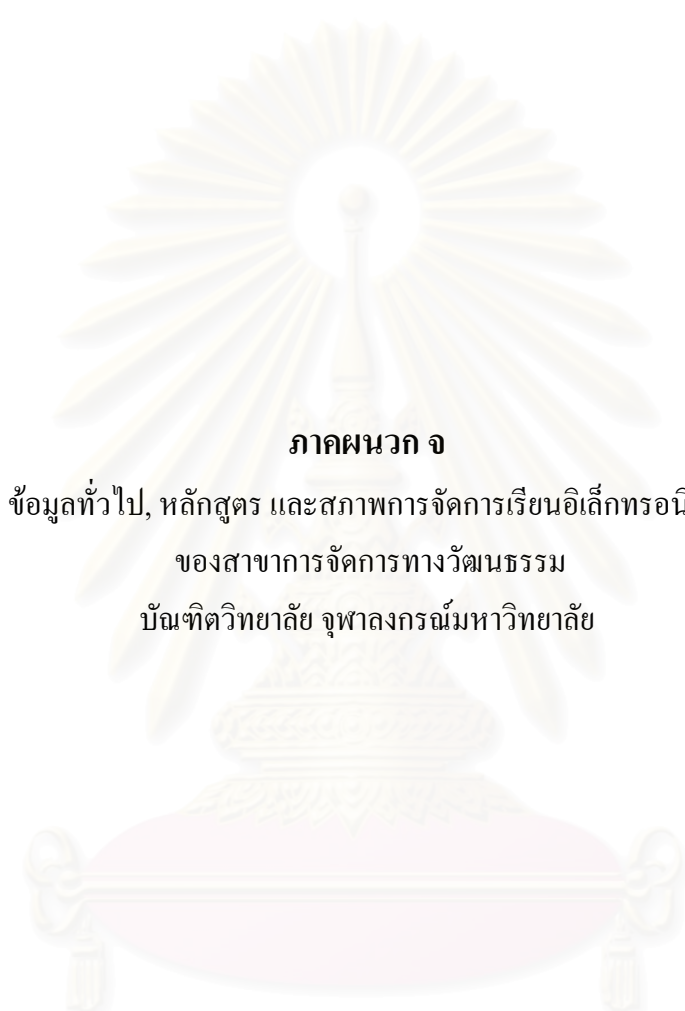 ภาคผนวก จ
ข้อมูลทั่วไป, หลักสูตร และสภาพการจัดการเรียนอิเล็กทรอนิ
ของสาขาการจัดการทางวัฒนธรรม
บัณฑิตวิทยาลัย จุฬาลงกรณ์มหาวิทยาลัย